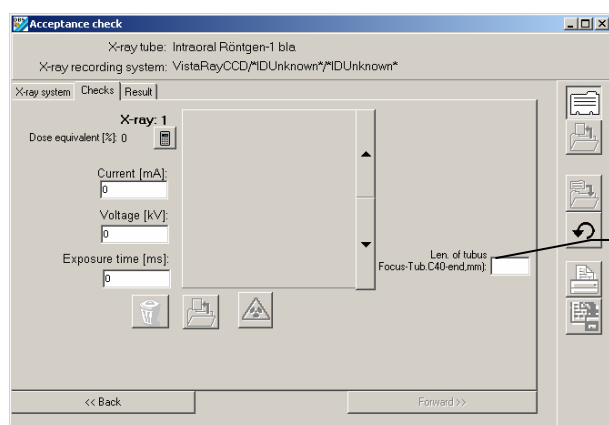 Acceptance check
X-ray tube: Intraoral Röntgen-1 bla
X-ray recording system: VistaRayCCD/*IDUnknown*/*IDUnknown*
X-ray system Checks Result
X-ray: 1
Dose equivalent [%]: 0
Current [mA]:
0
Voltage [kV]:
0
Exposure time [ms]:
0
Len. of tubus
Focus-Tub.C40-end,mm):
<< Back Forward >>